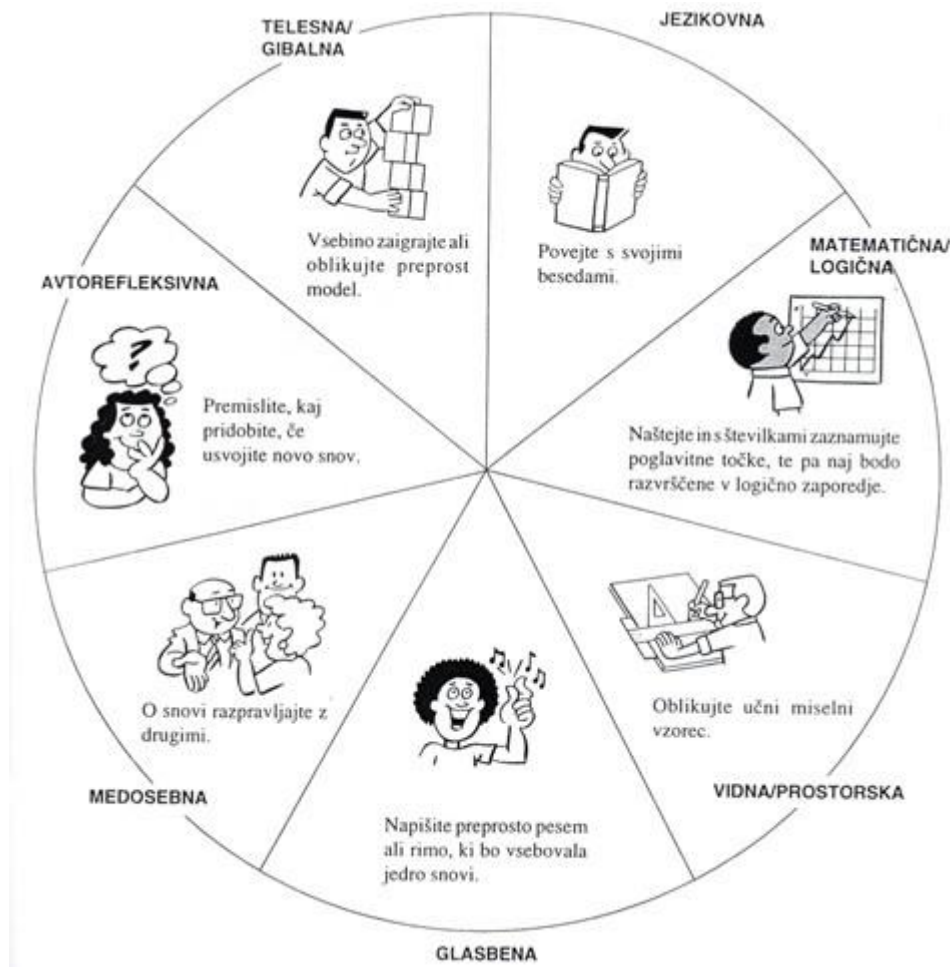 TELESNA/
GIBALNA
Vsebino zaigrajte ali
oblikujte preprost
model.
JEZIKOVNA
Povejte s svojimi
besedami.
MATEMATIČNA/
LOGIČNA
Naštejte in s številkami zaznamujte
poglavitne točke, te pa naj bodo
razvrščene v logično zaporedje.
VIDNA/PROSTORSKA
Oblikujte učni miselni
vzorec.
GLASBENA
Napišite preprosto pesem
ali rimo, ki bo vsebovala
jedro snovi.
MEDOSEBNA
O snovi razpravljajte z
drugimi.
AVTOREFLEKSIVNA
Premislite, kaj
pridobite, če
usvojite novo snov.
?